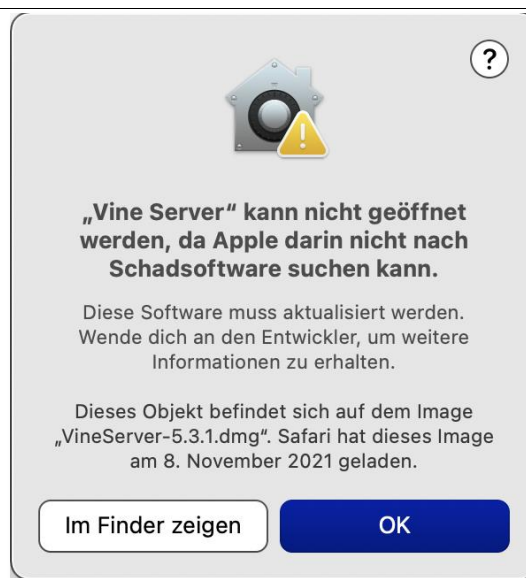 ?
„Vine Server“ kann nicht geöffnet
werden, da Apple darin nicht nach
Schadsoftware suchen kann.
Diese Software muss aktualisiert werden.
Wende dich an den Entwickler, um weitere
Informationen zu erhalten.
Dieses Objekt befindet sich auf dem Image
„VineServer-5.3.1.dmg“. Safari hat dieses Image
am 8. November 2021 geladen.
Im Finder zeigen OK